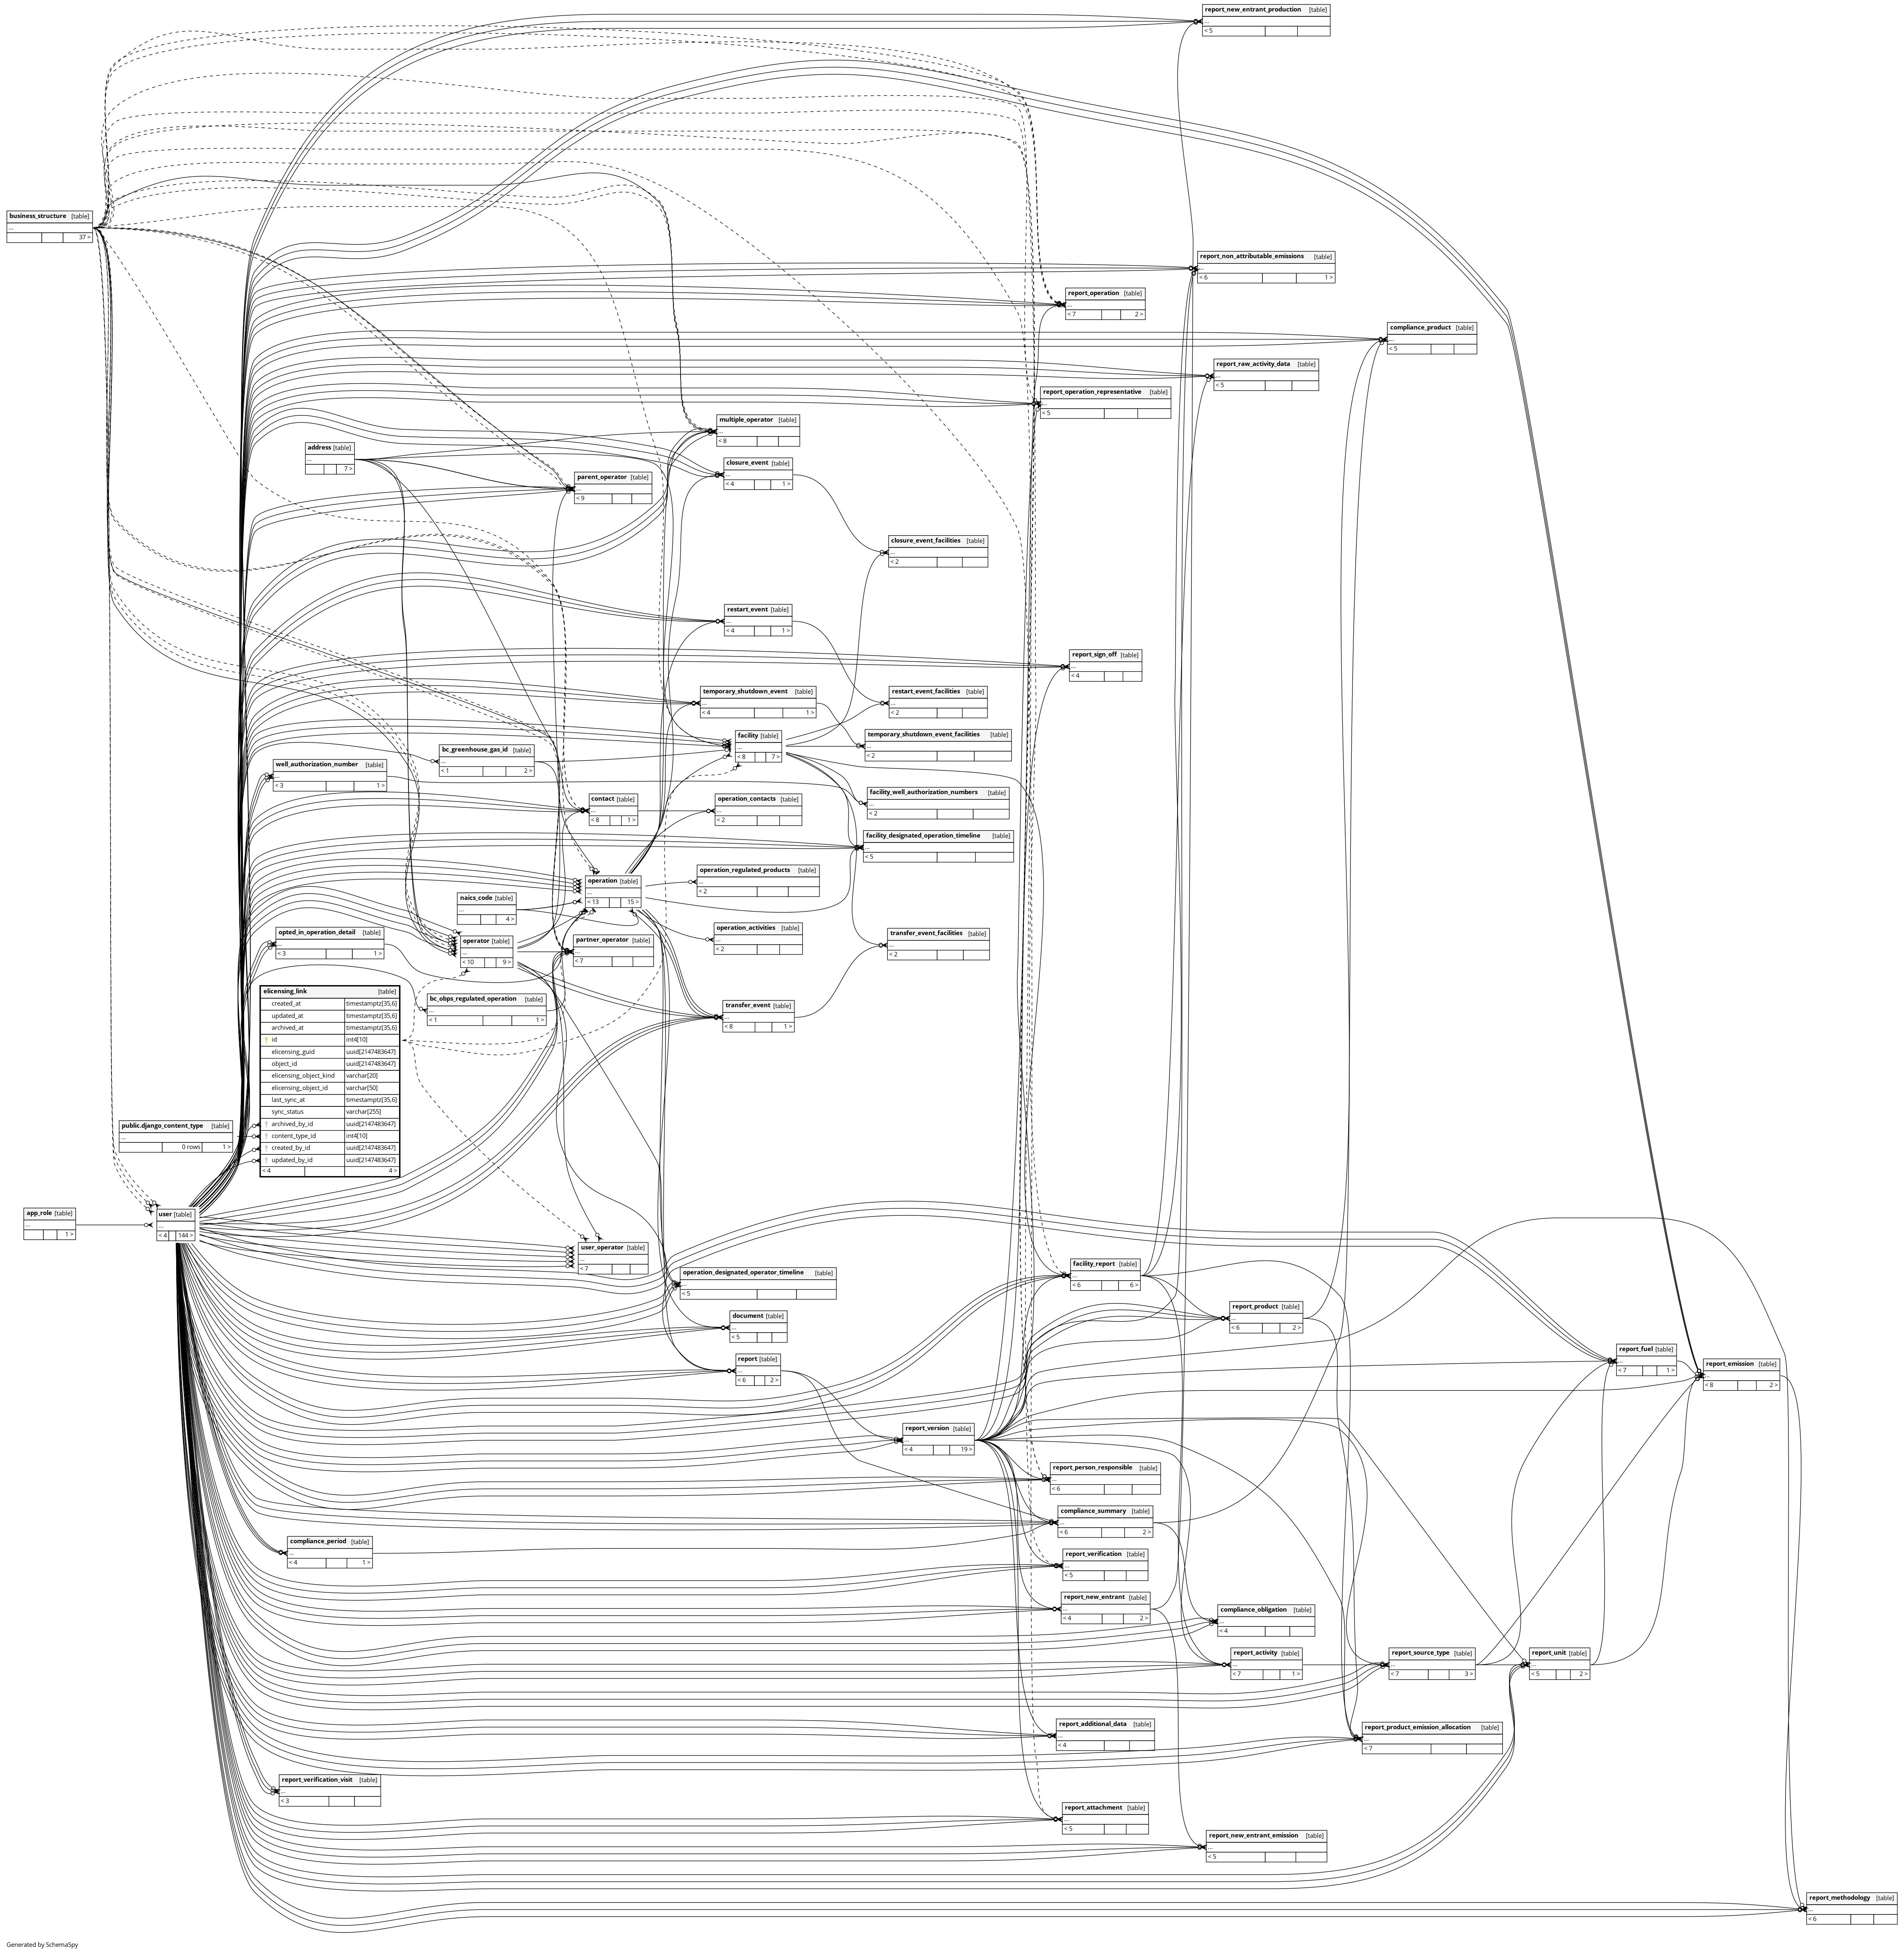 report_new_entrant_production [table]
...
< 5
business_structure [table]
...
37 >
report_non_attributable_emissions [table]
...
< 6 1 >
report_operation [table]
...
< 7 2 >
compliance_product [table]
...
< 5
report_raw_activity_data [table]
...
< 5
report_operation_representative [table]
...
< 5
multiple_operator [table]
...
< 8
address [table]
...
7 >
closure_event [table]
...
< 4 1 >
parent_operator [table]
...
< 9
closure_event_facilities [table]
...
< 2
restart_event [table]
...
< 4 1 >
report_sign_off [table]
...
< 4
temporary_shutdown_event [table]
...
< 4 1 >
restart_event_facilities [table]
...
< 2
facility [table]
...
< 8 7 >
temporary_shutdown_event_facilities [table]
...
< 2
bc_greenhouse_gas_id [table]
...
< 1 2 >
well_authorization_number [table]
...
< 3 1 >
facility_well_authorization_numbers [table]
...
< 2
contact [table]
...
< 8 1 >
operation_contacts [table]
...
< 2
facility_designated_operation_timeline [table]
...
< 5
operation_regulated_products [table]
...
< 2
operation [table]
...
< 13 15 >
naics_code [table]
...
4 >
operation_activities [table]
...
< 2
opted_in_operation_detail [table]
...
< 3 1 >
transfer_event_facilities [table]
...
< 2
operator [table]
...
< 10 9 >
partner_operator [table]
...
< 7
elicensing_link [table]
created_at timestamptz[35,6]
updated_at timestamptz[35,6]
archived_at timestamptz[35,6]
id int4[10]
elicensing_guid uuid[2147483647]
object_id uuid[2147483647]
elicensing_object_kind varchar[20]
elicensing_object_id varchar[50]
last_sync_at timestamptz[35,6]
sync_status varchar[255]
archived_by_id uuid[2147483647]
content_type_id int4[10]
created_by_id uuid[2147483647]
updated_by_id uuid[2147483647]
< 4 4 >
bc_obps_regulated_operation [table]
...
< 1 1 >
transfer_event [table]
...
< 8 1 >
public.django_content_type [table]
...
0 rows 1 >
app_role [table]
...
1 >
user [table]
...
< 4 144 >
user_operator [table]
...
< 7
facility_report [table]
...
< 6 6 >
operation_designated_operator_timeline [table]
...
< 5
report_product [table]
...
< 6 2 >
document [table]
...
< 5
report_fuel [table]
...
< 7 1 >
report [table]
...
< 6 2 >
report_emission [table]
...
< 8 2 >
report_version [table]
...
< 4 19 >
report_person_responsible [table]
...
< 6
compliance_summary [table]
...
< 6 2 >
compliance_period [table]
...
< 4 1 >
report_verification [table]
...
< 5
report_new_entrant [table]
...
< 4 2 >
compliance_obligation [table]
...
< 4
report_activity [table]
...
< 7 1 >
report_source_type [table]
...
< 7 3 >
report_unit [table]
...
< 5 2 >
report_additional_data [table]
...
< 4
report_product_emission_allocation [table]
...
< 7
report_verification_visit [table]
...
< 3
report_attachment [table]
...
< 5
report_new_entrant_emission [table]
...
< 5
report_methodology [table]
...
< 6
Generated by SchemaSpy